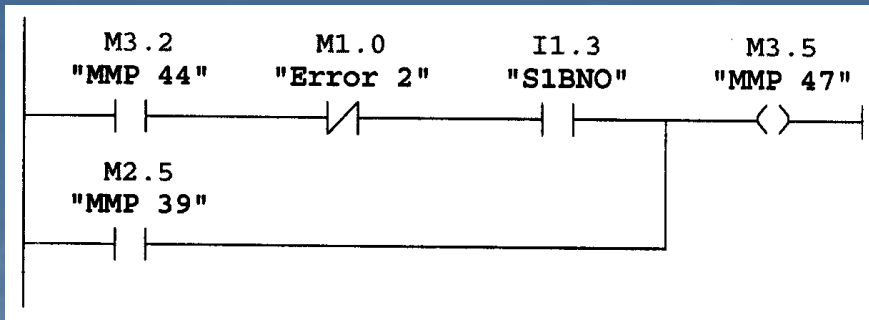 M3.2 M1.0 I1.3 M3.5
"MMP 44" "Error 2" "S1BNO" "MMP 47"
M2.5
"MMP 39"